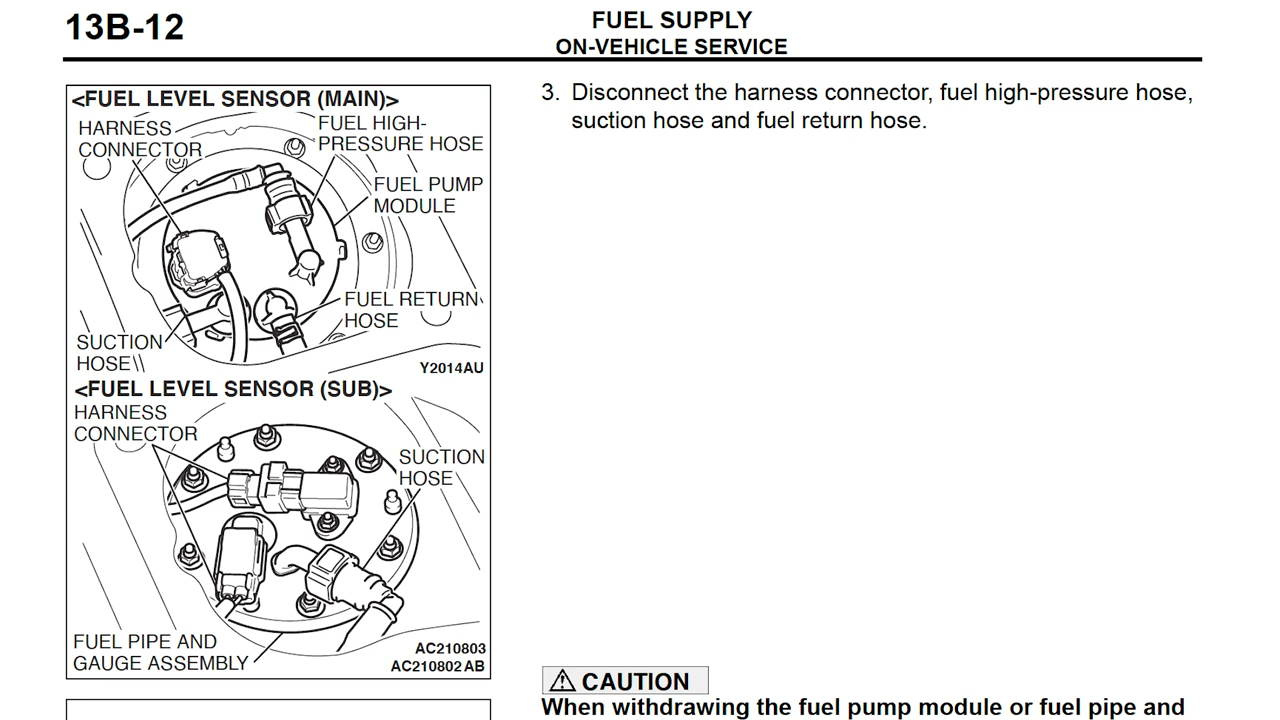 13B-12
FUEL SUPPLY
ON-VEHICLE SERVICE
<FUEL LEVEL SENSOR (MAIN)>
HARNESS
CONNECTOR
FUEL HIGH-
PRESSURE HOSE
FUEL PUMP
MODULE
FUEL RETURN
HOSE
SUCTION
HOSE
Y2014AU
<FUEL LEVEL SENSOR (SUB)>
HARNESS
CONNECTOR
SUCTION
HOSE
FUEL PIPE AND
GAUGE ASSEMBLY
AC210803
AC210802 AB
3. Disconnect the harness connector, fuel high-pressure hose,
suction hose and fuel return hose.
CAUTION
When withdrawing the fuel pump module or fuel pipe and